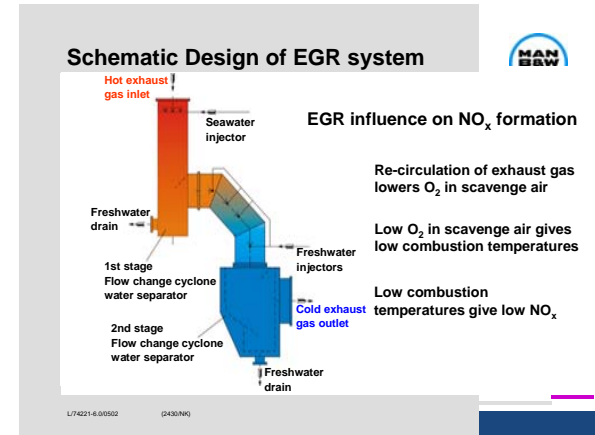 Schematic Design of EGR system
MAN
B&W
Hot exhaust
gas inlet
Seawater
injector
Freshwater
drain
1st stage
Flow change cyclone
water separator
Freshwater
injectors
Cold exhaust
gas outlet
2nd stage
Flow change cyclone
water separator
Freshwater
drain
EGR influence on NOx formation
Re-circulation of exhaust gas
lowers O2 in scavenge air
Low O2 in scavenge air gives
low combustion temperatures
Low combustion
temperatures give low NOx
L/74221-6.0/0502
(2430/NK)